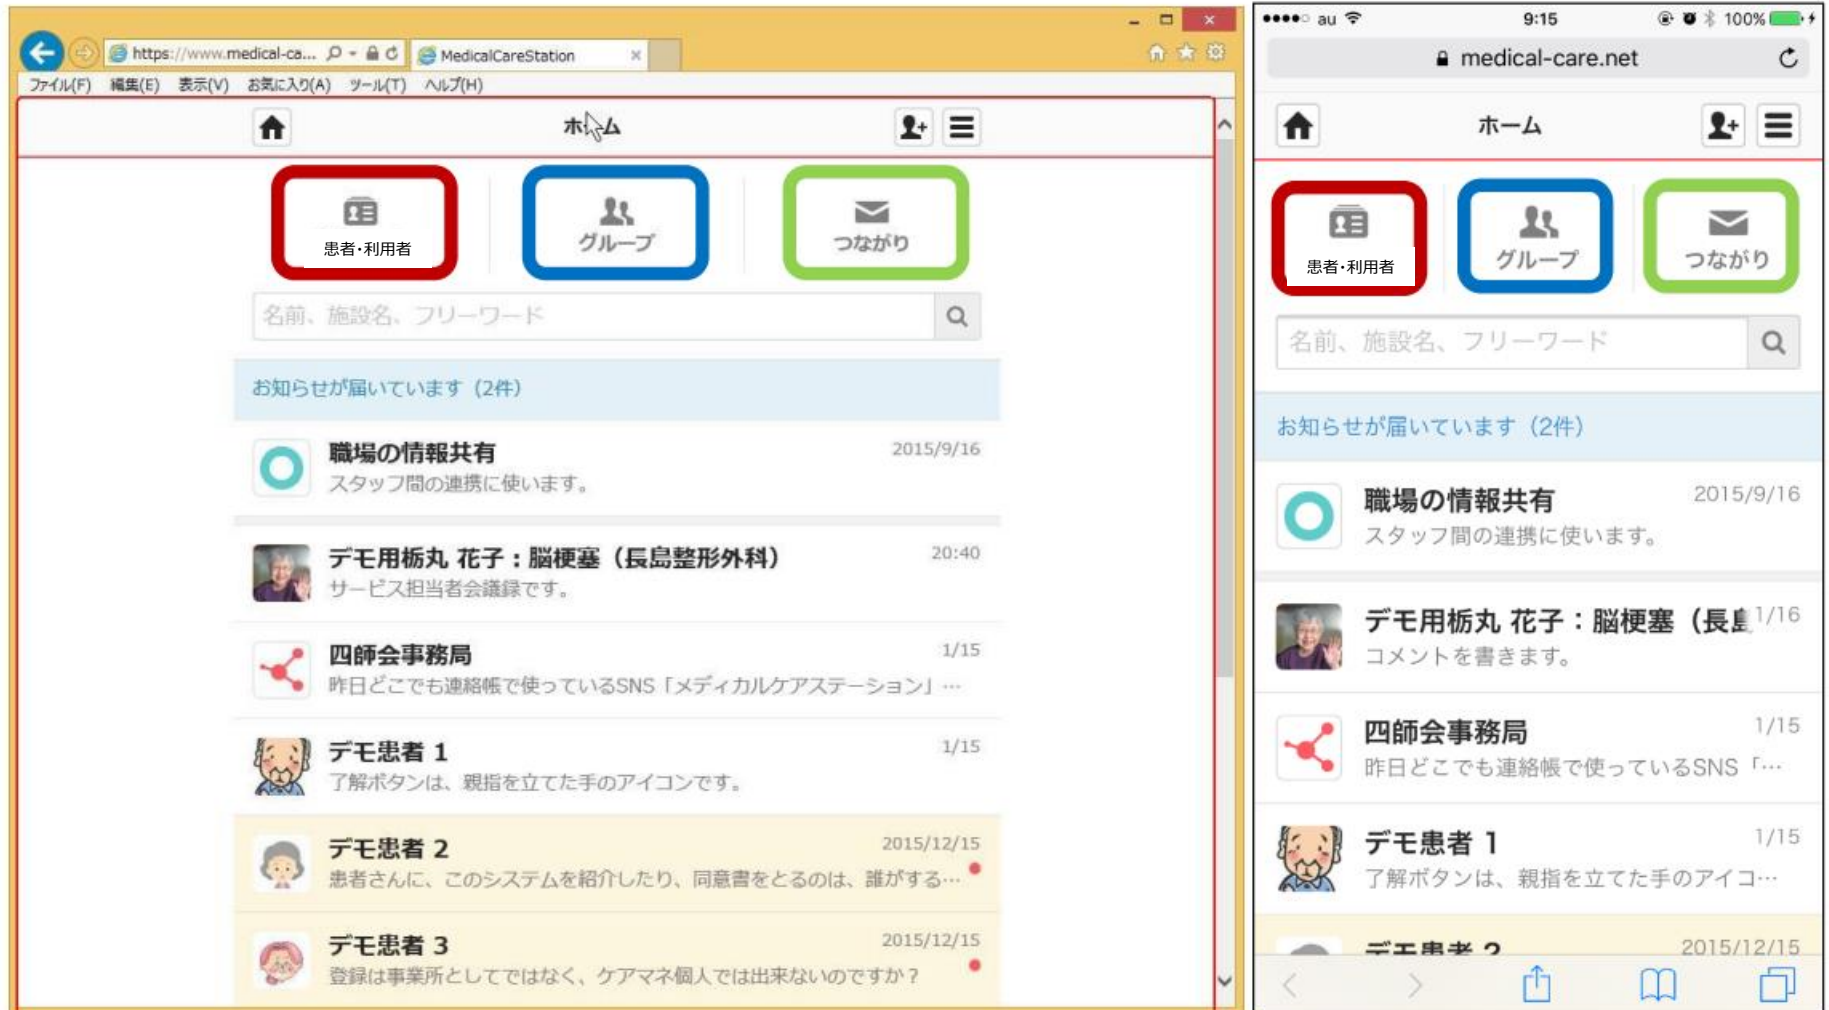 https://www.medical-ca...
MedicalCareStation
ファイル(F) 編集(E) 表示(V) お気に入り(A) ツール(T) ヘルプ(H)
ホーム
患者・利用者
グループ
つながり
名前、施設名、フリーワード
お知らせが届いています（2件）
職場の情報共有 2015/9/16
スタッフ間の連携に使います。
デモ用栃丸 花子：脳梗塞（長島整形外科） 20:40
サービス担当者会議録です。
四師会事務局 1/15
昨日どこでも連絡帳で使っているSNS「メディカルケアステーション」…
デモ患者 1 1/15
了解ボタンは、親指を立てた手のアイコンです。
デモ患者 2 2015/12/15
患者さんに、このシステムを紹介したり、同意書をとるのは、誰がする…
デモ患者 3 2015/12/15
登録は事業所としてではなく、ケアマネ個人では出来ないのですか？
au 9:15 100%
medical-care.net
ホーム
患者・利用者
グループ
つながり
名前、施設名、フリーワード
お知らせが届いています（2件）
職場の情報共有 2015/9/16
スタッフ間の連携に使います。
デモ用栃丸 花子：脳梗塞（長島 1/16
コメントを書きます。
四師会事務局 1/15
昨日どこでも連絡帳で使っているSNS「…
デモ患者 1 1/15
了解ボタンは、親指を立てた手のアイコ…
デモ患者 2 2015/12/15